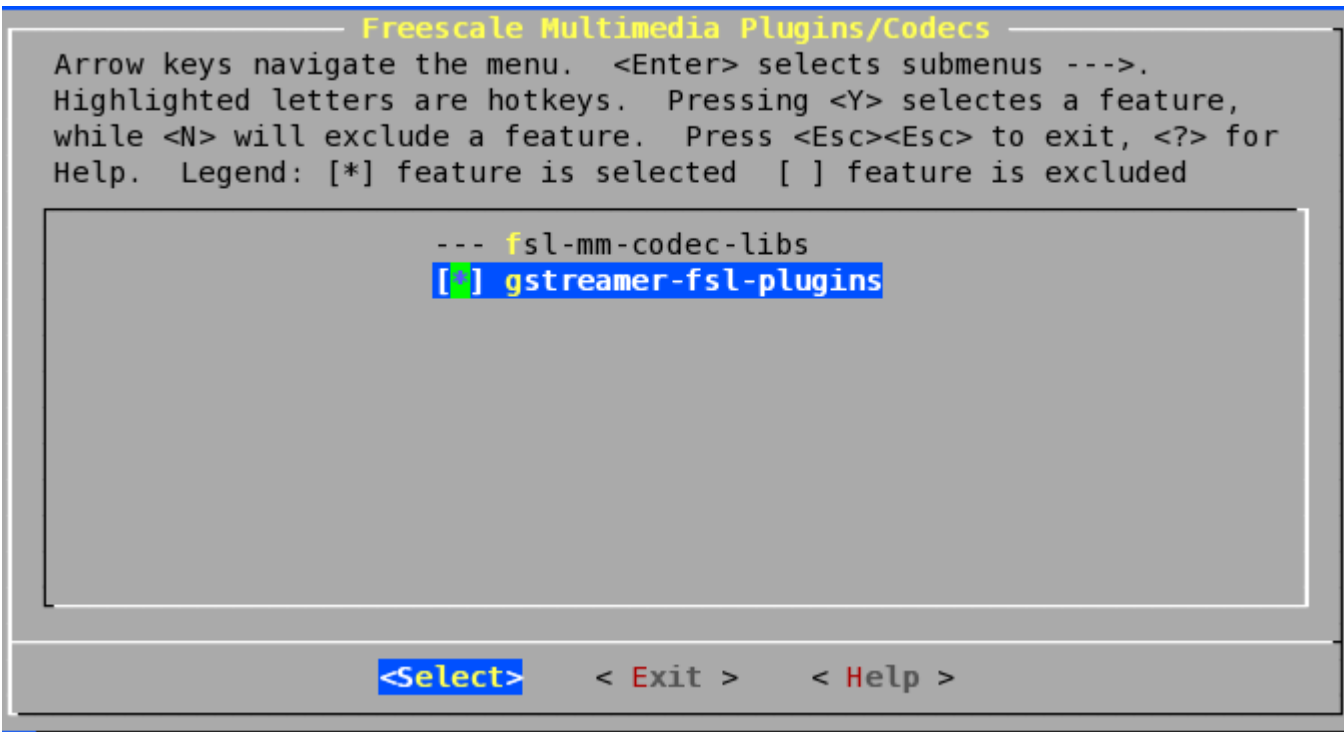 Freescale Multimedia Plugins/Codecs
Arrow keys navigate the menu.  <Enter> selects submenus --->.
Highlighted letters are hotkeys.  Pressing <Y> selectes a feature,
while <N> will exclude a feature.  Press <Esc><Esc> to exit, <?> for
Help.  Legend: [*] feature is selected  [ ] feature is excluded
--- fsl-mm-codec-libs
[*] gstreamer-fsl-plugins
<Select>    < Exit >    < Help >